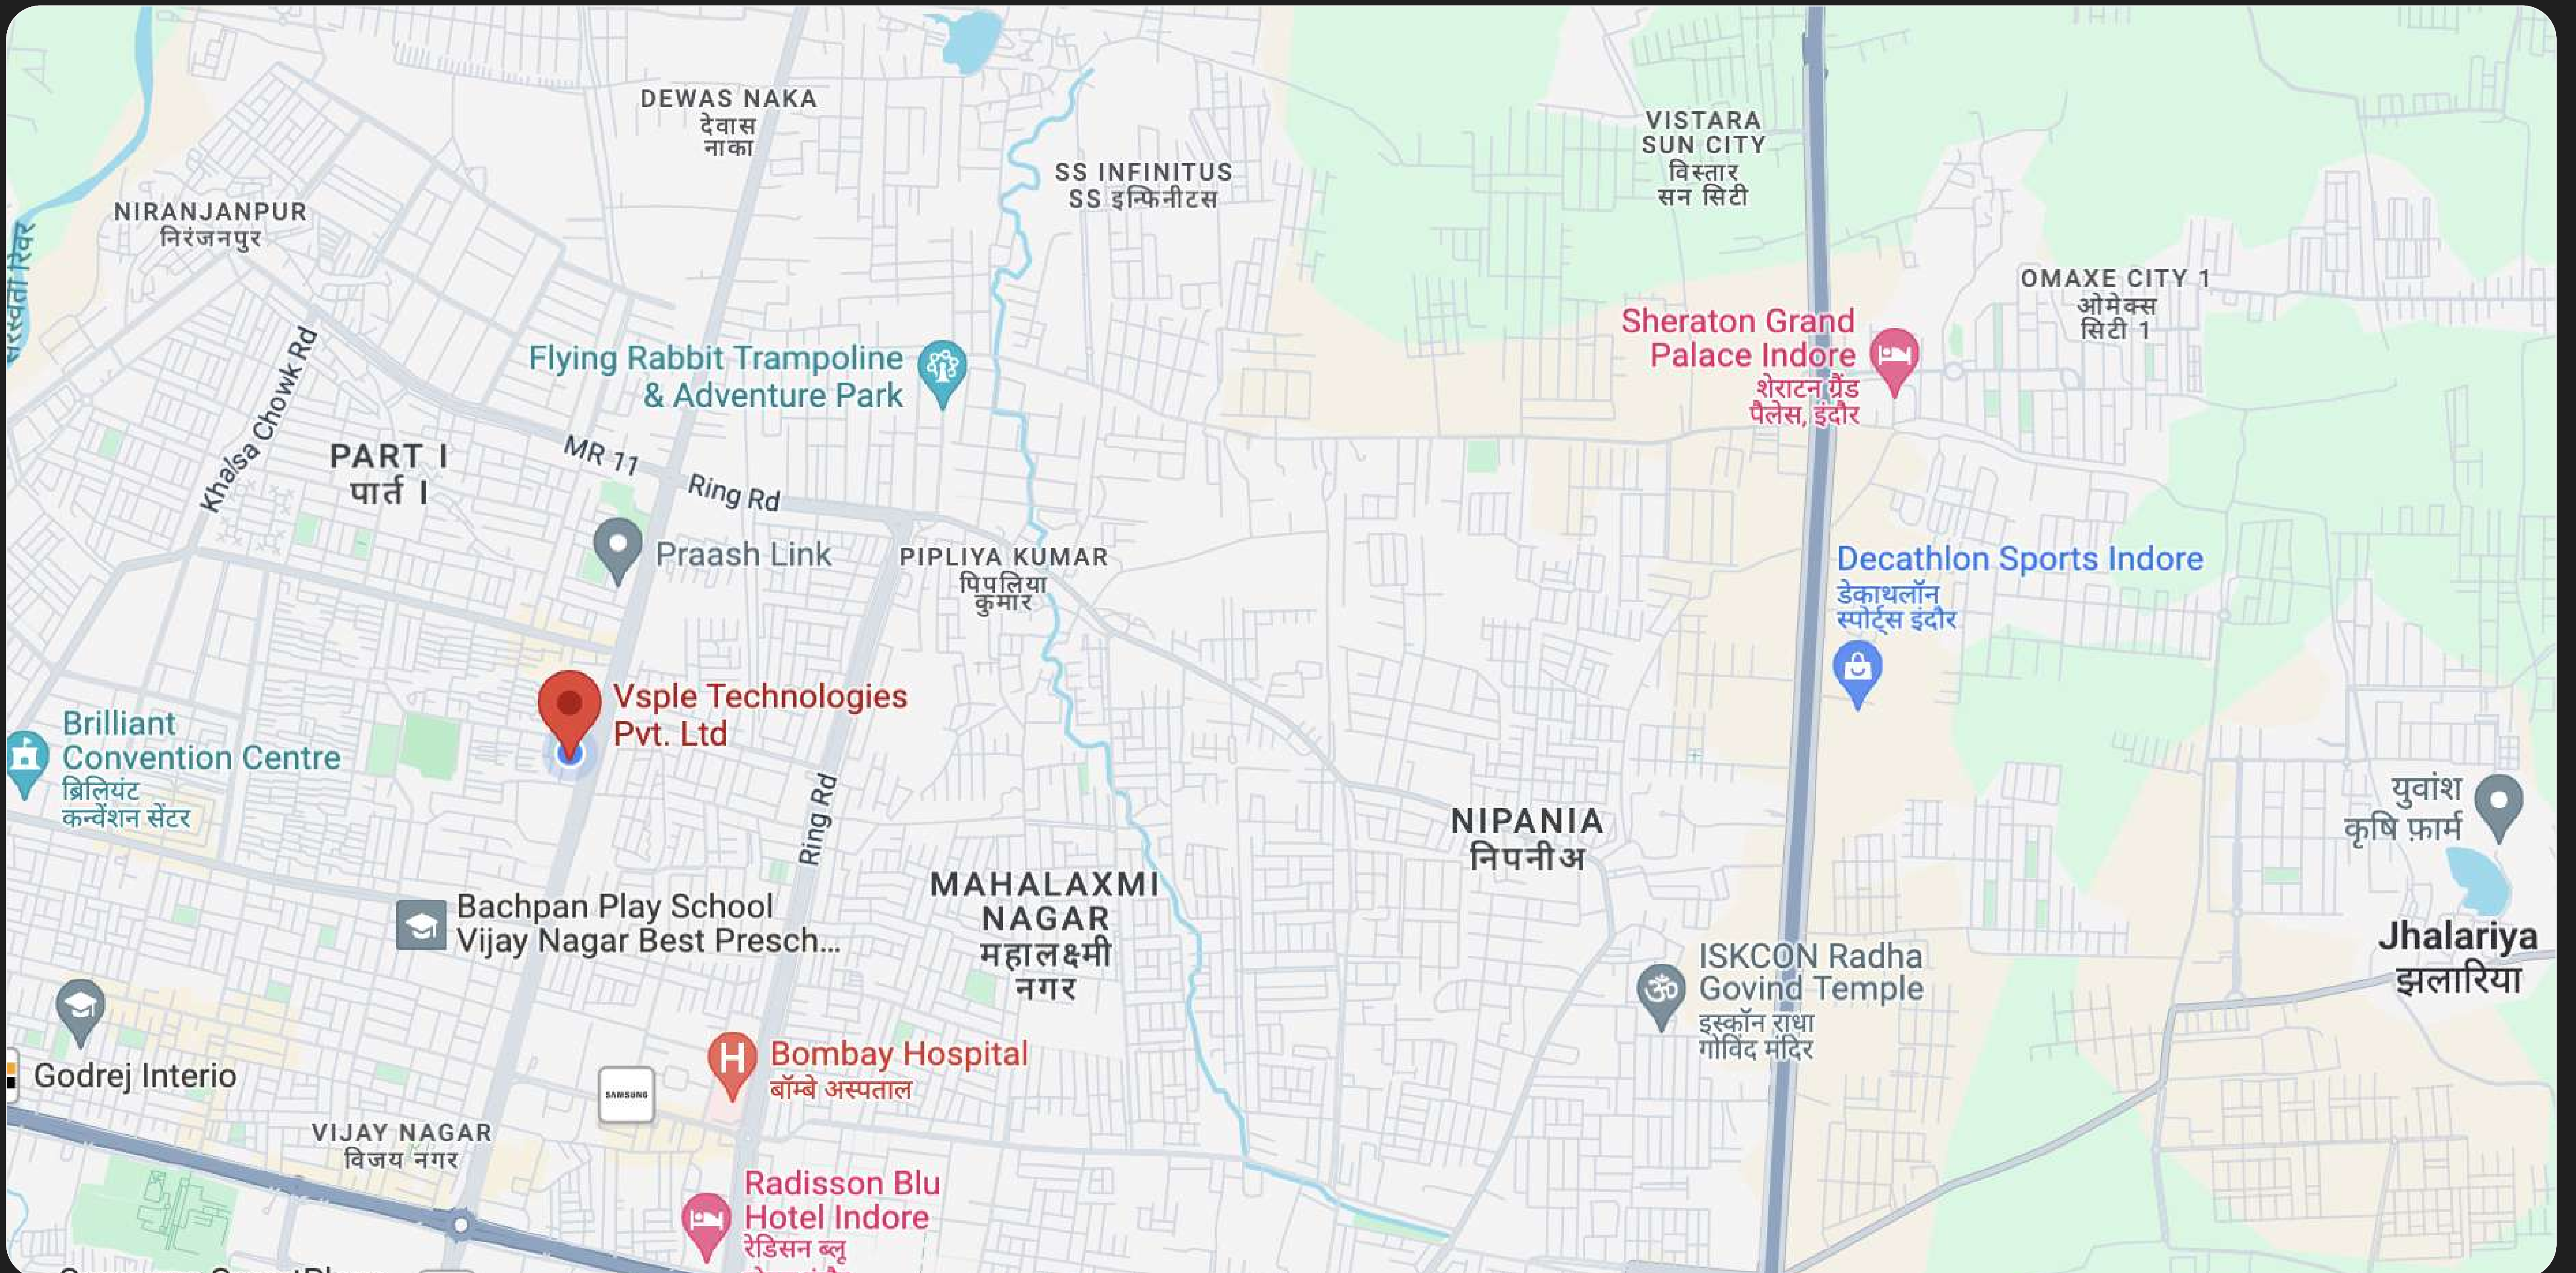 DEWAS NAKA
देवास
नाका
SS INFINITUS
SS इन्फिनीटस
VISTARA
SUN CITY
विस्तार
सन सिटी
NIRANJANPUR
निरंजनपुर
सरस्वती रिवर
OMAXE CITY 1
ओमेक्स
सिटी 1
Sheraton Grand
Palace Indore
शेराटन ग्रैंड
पैलेस, इंदौर
Flying Rabbit Trampoline
& Adventure Park
Khalsa Chowk Rd
PART I
पार्त I
MR 11
Ring Rd
Praash Link
PIPLIYA KUMAR
पिपलिया
कुमार
Decathlon Sports Indore
डेकाथलॉन
स्पोर्ट्स इंदौर
Vsple Technologies
Pvt. Ltd
Brilliant
Convention Centre
ब्रिलियंट
कन्वेंशन सेंटर
Ring Rd
NIPANIA
निपनीअ
युवांश
कृषि फ़ार्म
MAHALAXMI
NAGAR
महालक्ष्मी
नगर
Bachpan Play School
Vijay Nagar Best Presch...
Jhalariya
झलारिया
ISKCON Radha
Govind Temple
इस्कॉन राधा
गोविंद मंदिर
Godrej Interio
SAMSUNG
Bombay Hospital
बॉम्बे अस्पताल
VIJAY NAGAR
विजय नगर
Radisson Blu
Hotel Indore
रेडिसन ब्लू